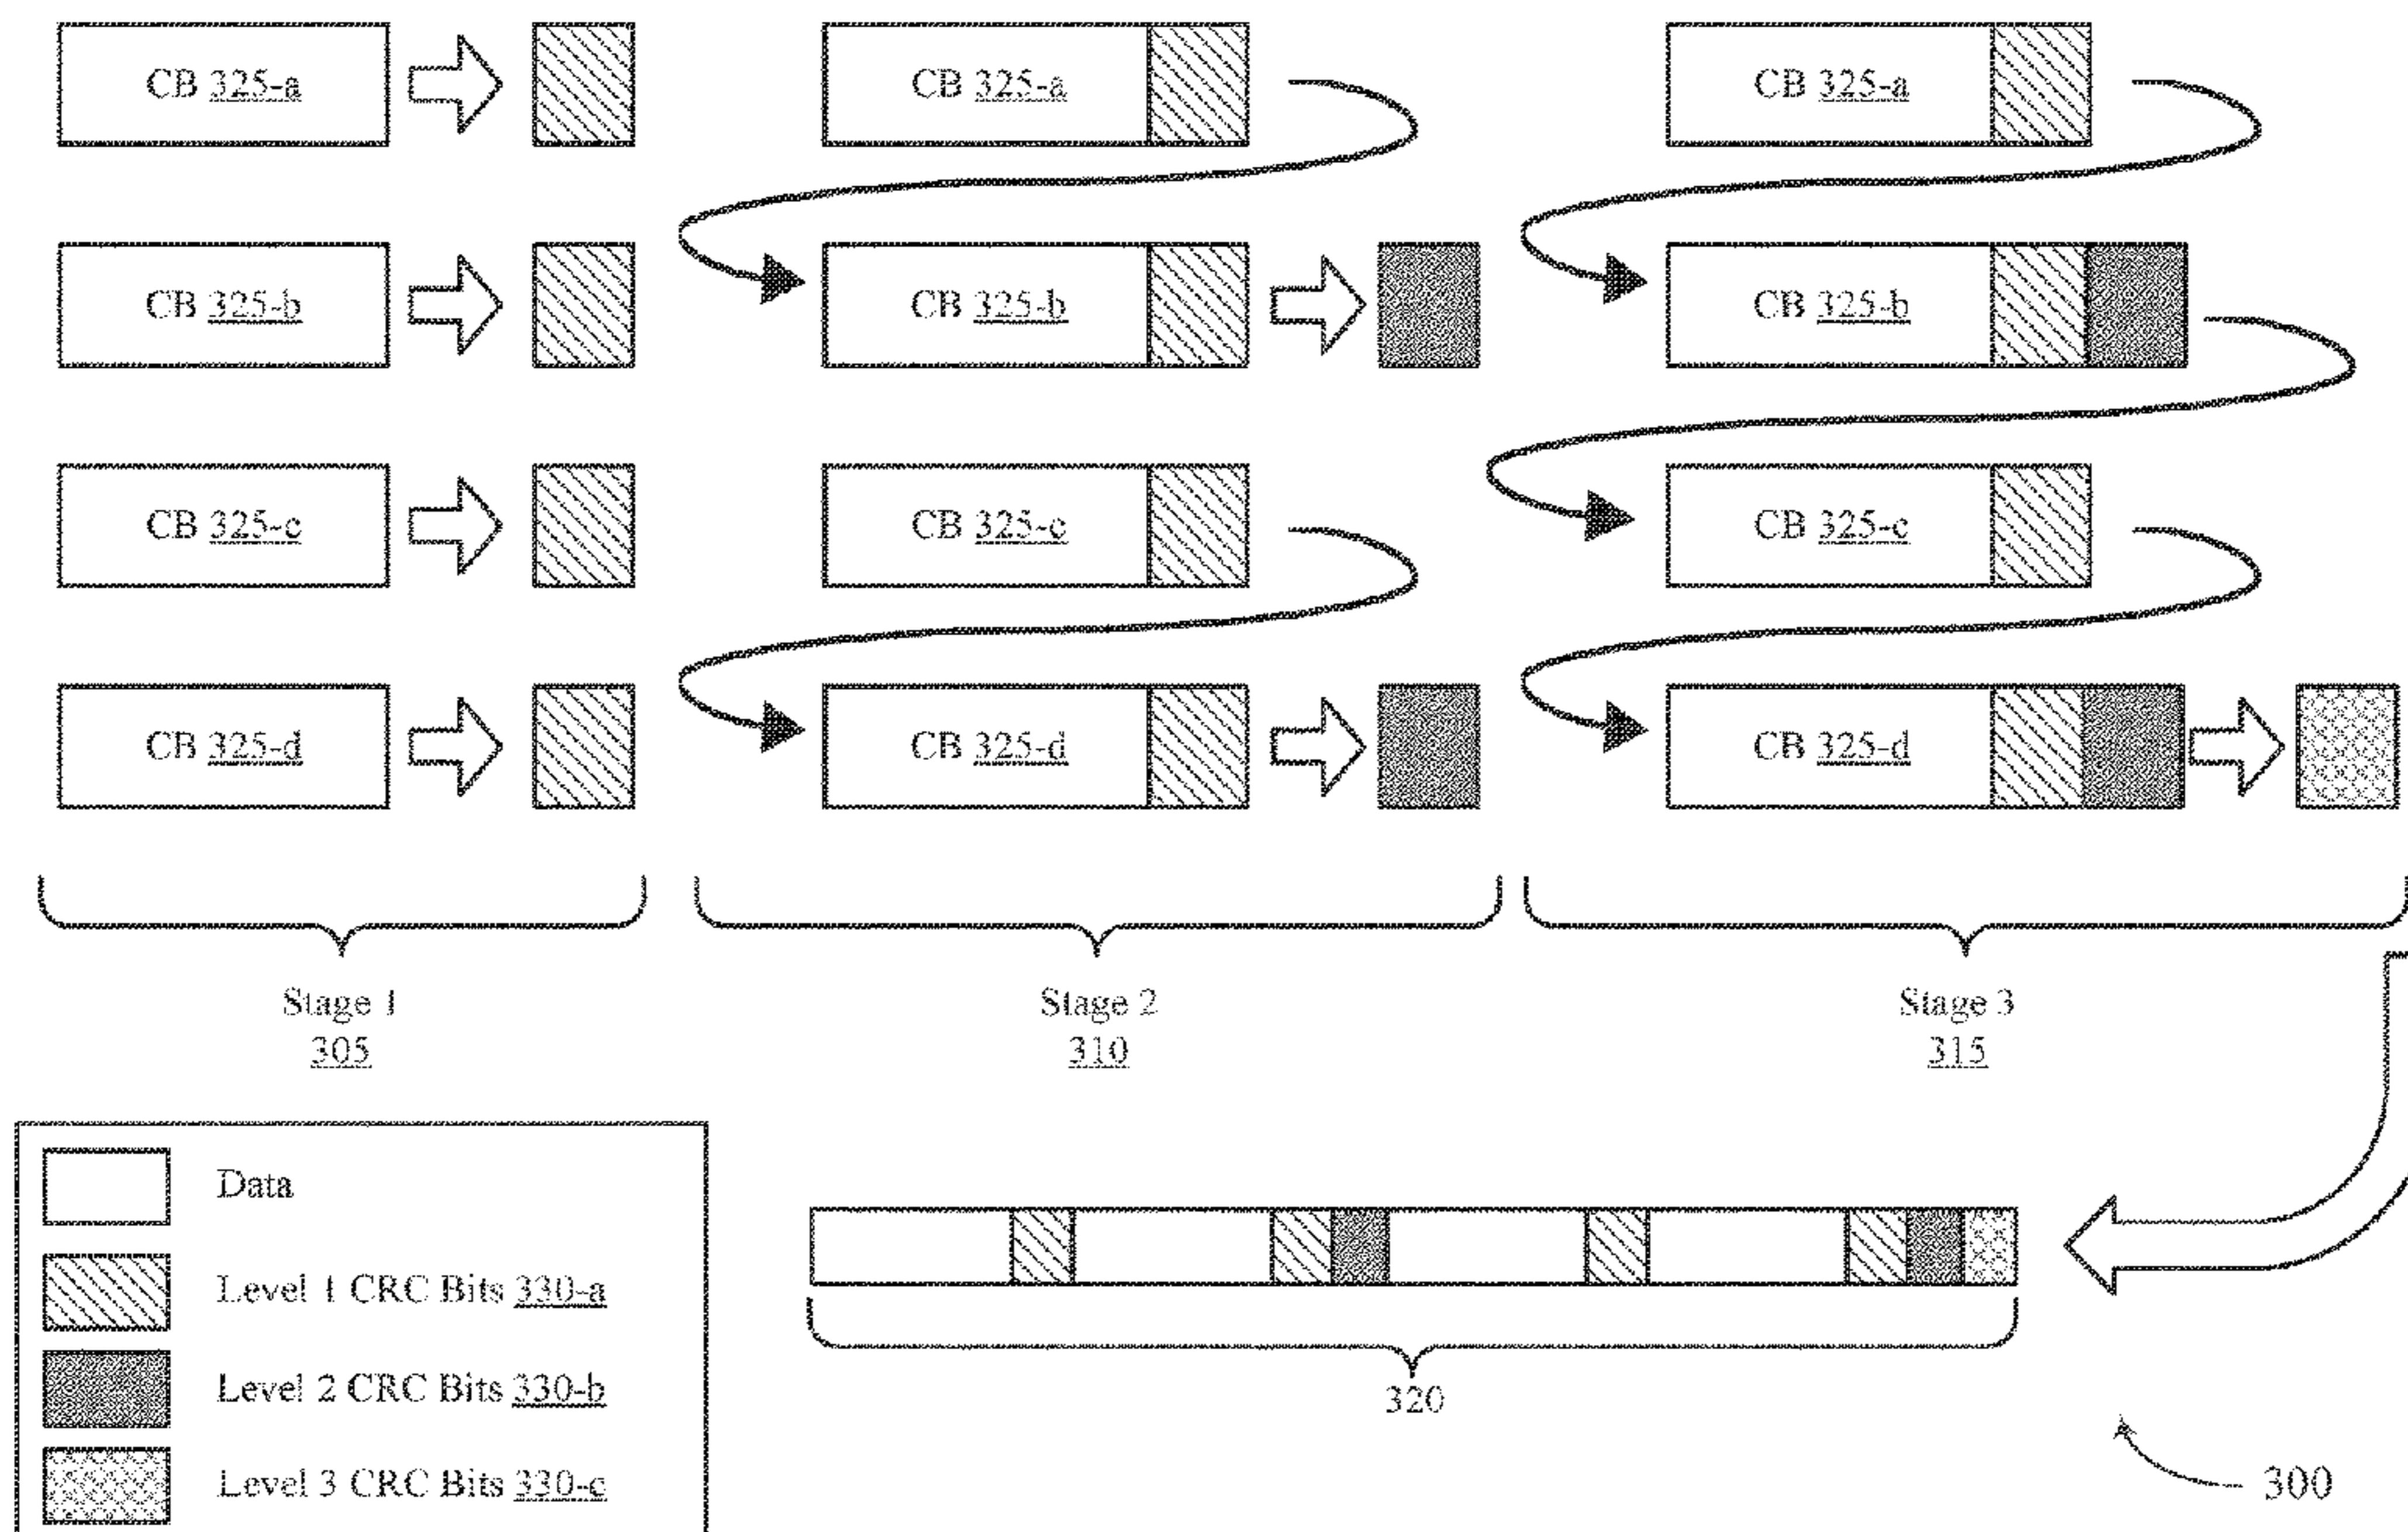 CB 325-a CB 325-a CB 325-a
CB 325-b CB 325-b CB 325-b
CB 325-c CB 325-c CB 325-c
CB 325-d CB 325-d CB 325-d
Stage 1 Stage 2 Stage 3
305 310 315
Data
Level 1 CRC Bits 330-a
Level 2 CRC Bits 330-b
Level 3 CRC Bits 330-c
320
300